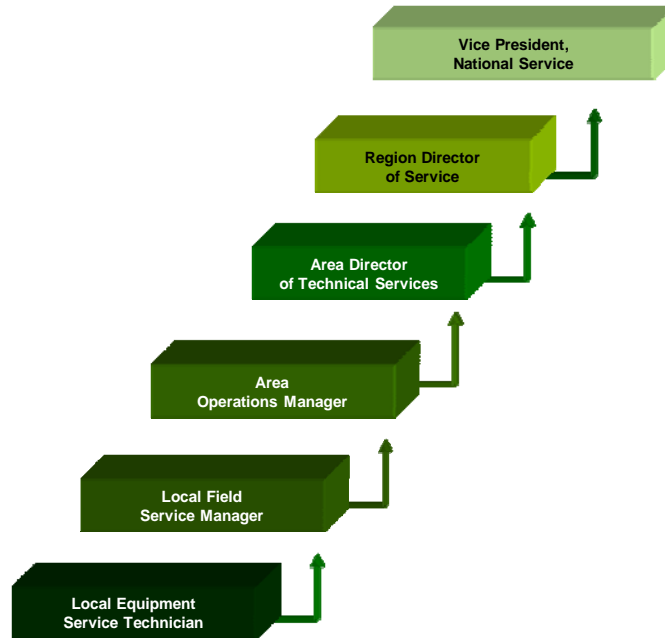 Vice President,
National Service
Region Director
of Service
Area Director
of Technical Services
Area
Operations Manager
Local Field
Service Manager
Local Equipment
Service Technician